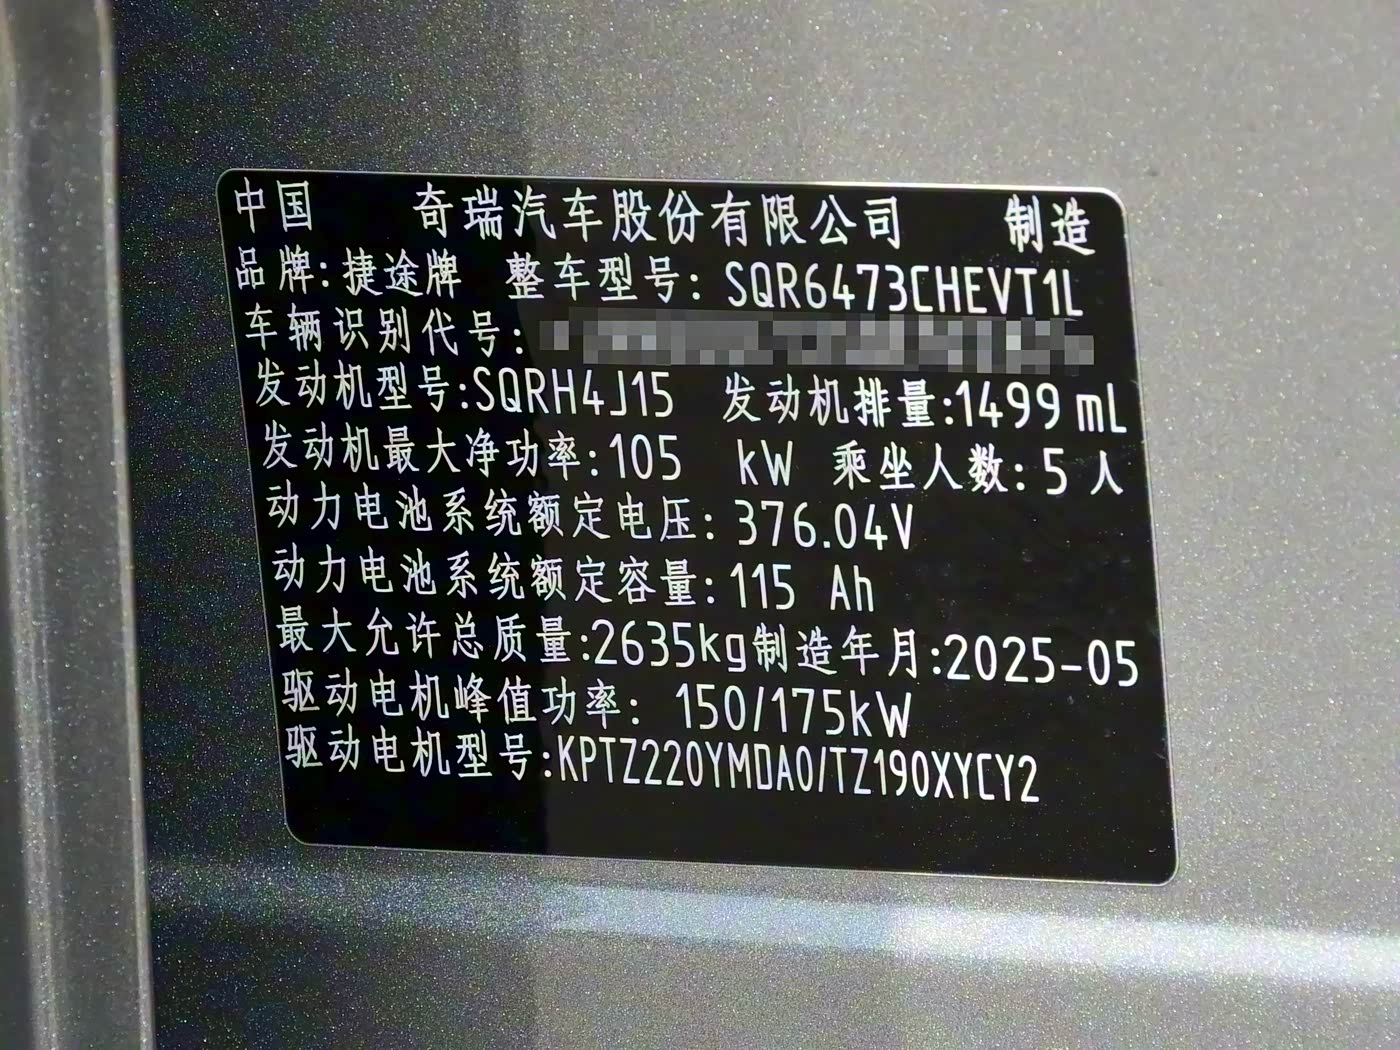 中国 奇瑞汽车股份有限公司 制造
品牌:捷途牌 整车型号: SQR6473CHEVT1L
车辆识别代号:
发动机型号:SQRH4J15 发动机排量:1499 mL
发动机最大净功率:105 kW 乘坐人数:5 人
动力电池系统额定电压: 376.04V
动力电池系统额定容量: 115 Ah
最大允许总质量:2635kg制造年月:2025-05
驱动电机峰值功率: 150/175kW
驱动电机型号:KPTZ220YMDA0/TZ190XYCY2